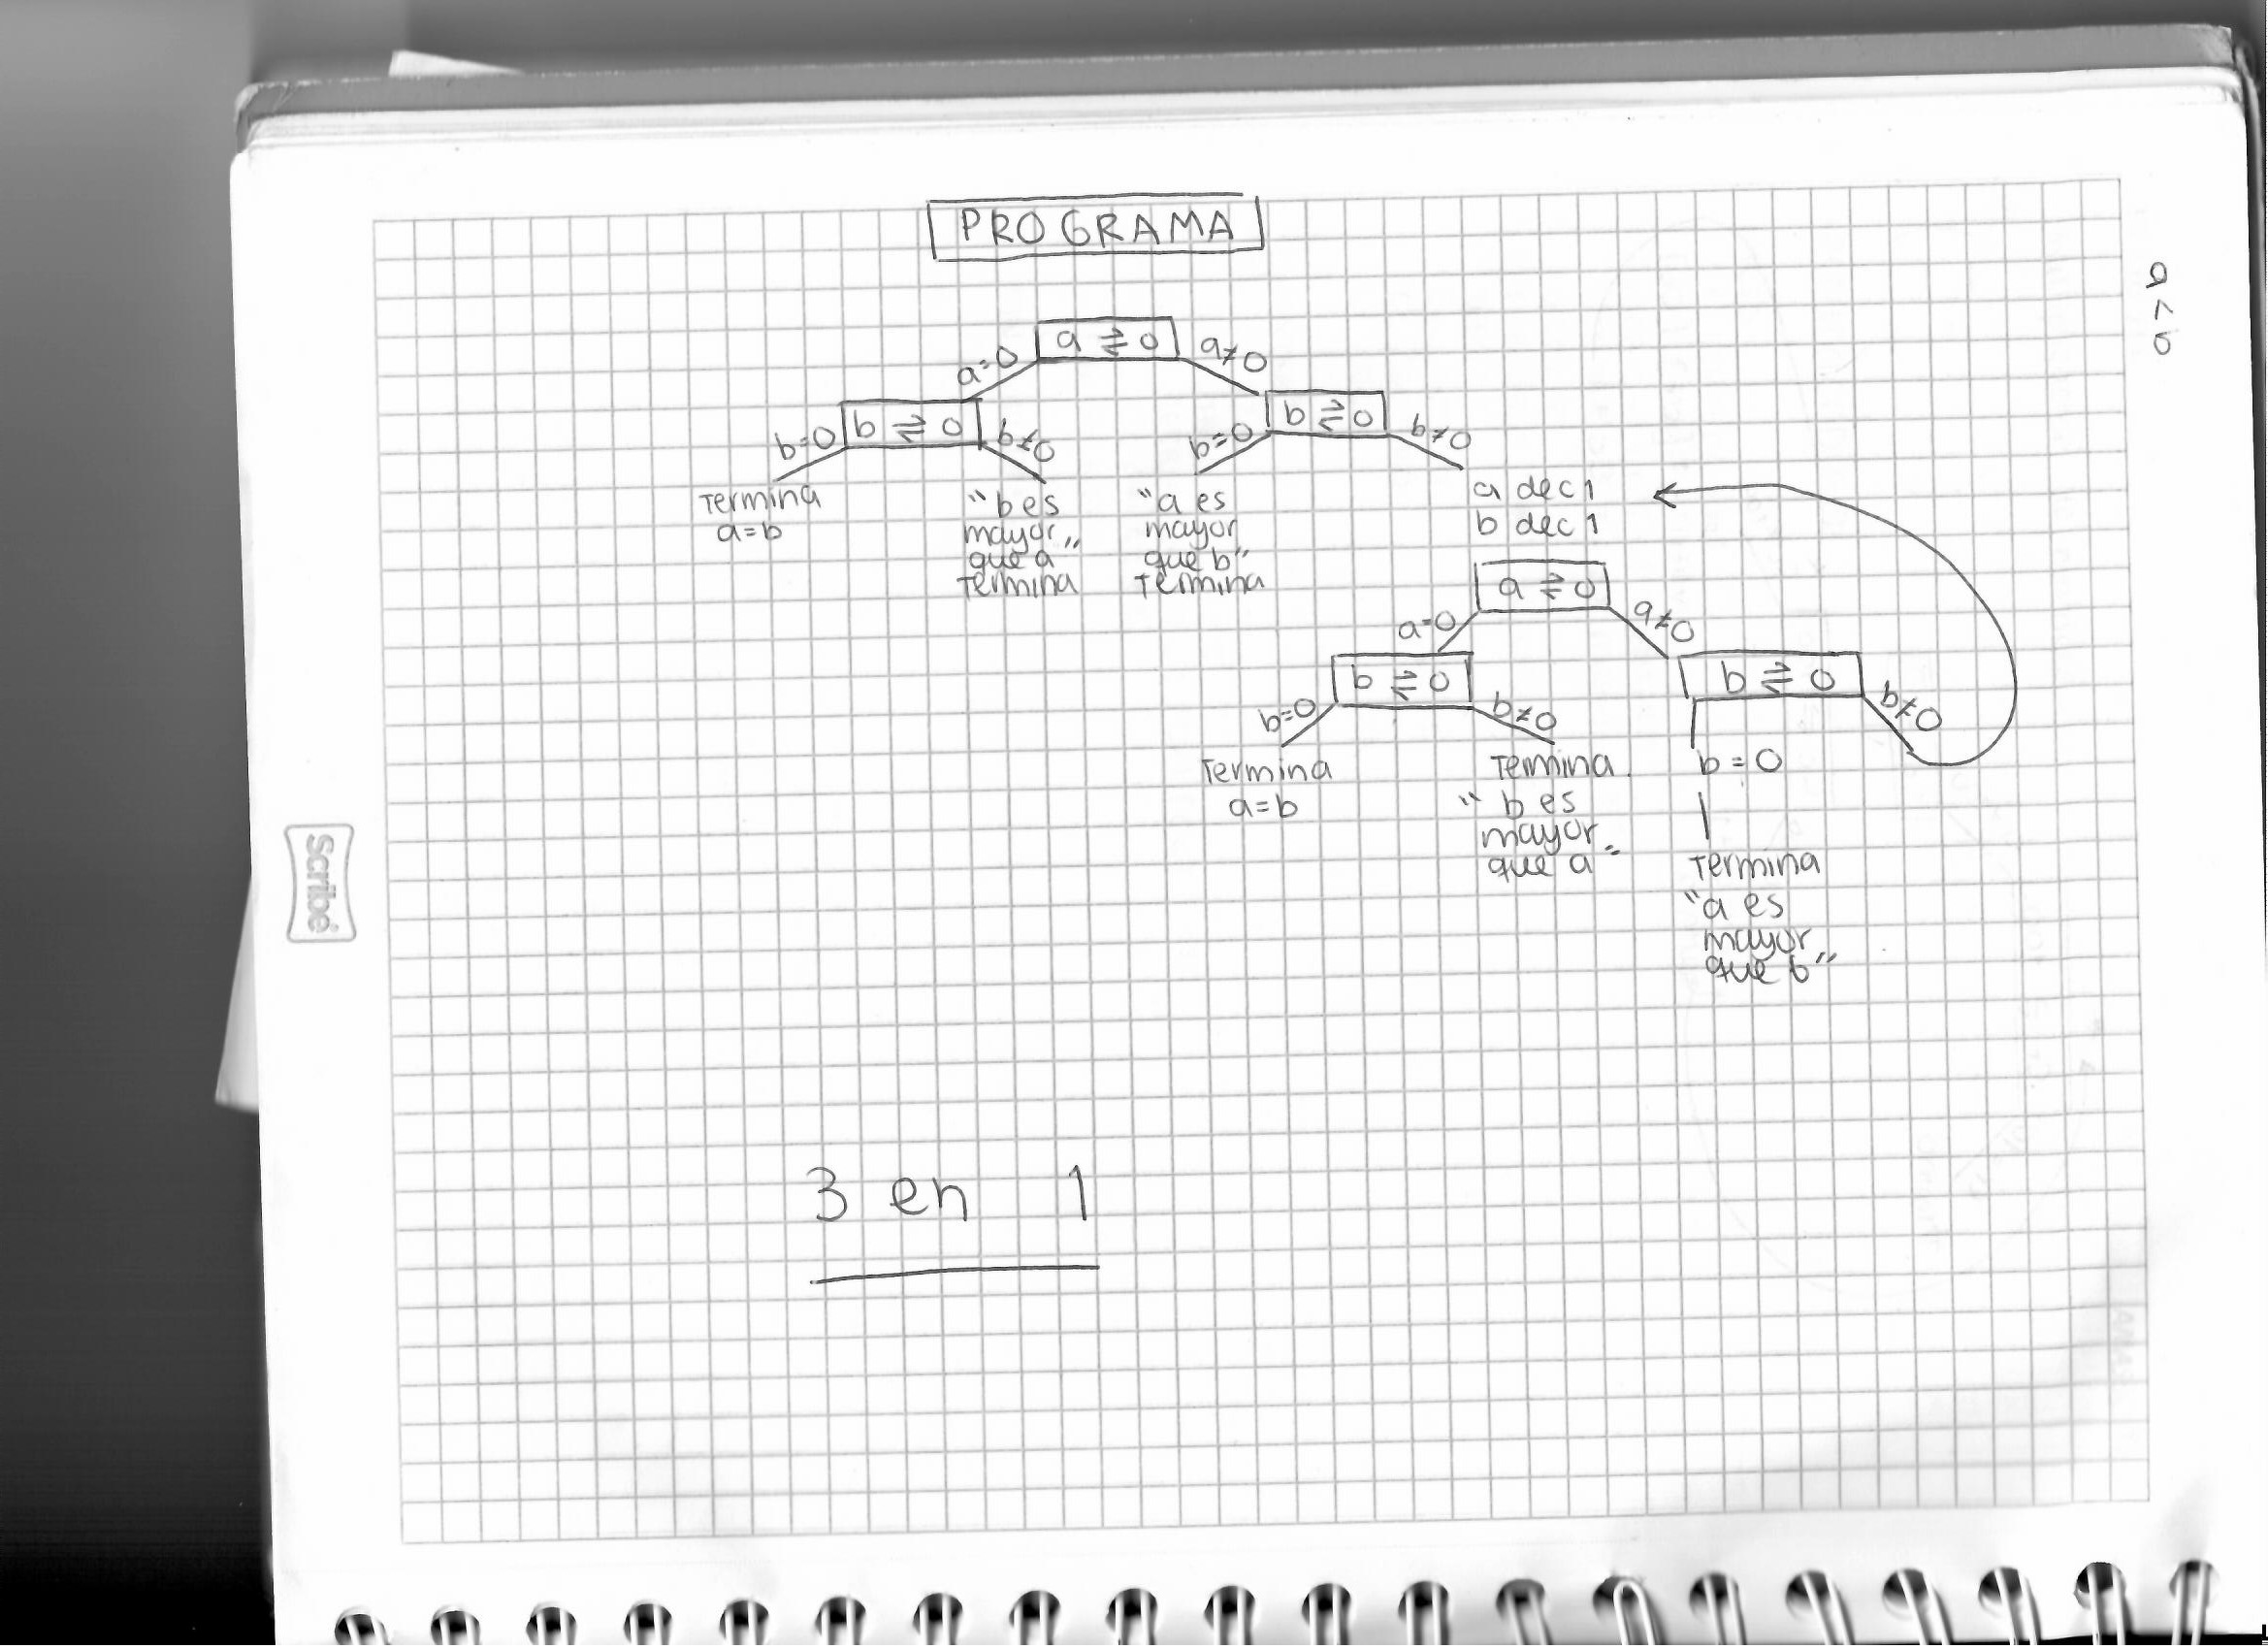 PROGRAMA
a < b
a ⇄ 0
a=0
a≠0
b ⇄ 0
b ⇄ 0
b=0
b≠0
b=0
b≠0
Termina
a=b
"b es
mayor
que a"
Termina
"a es
mayor
que b"
Termina
a dec 1
b dec 1
a ⇄ 0
a=0
a≠0
b ⇄ 0
b ⇄ 0
b=0
b≠0
b≠0
Termina
a=b
Termina
"b es
mayor
que a"
b=0
Termina
"a es
mayor
que b"
Scribe
3 en 1